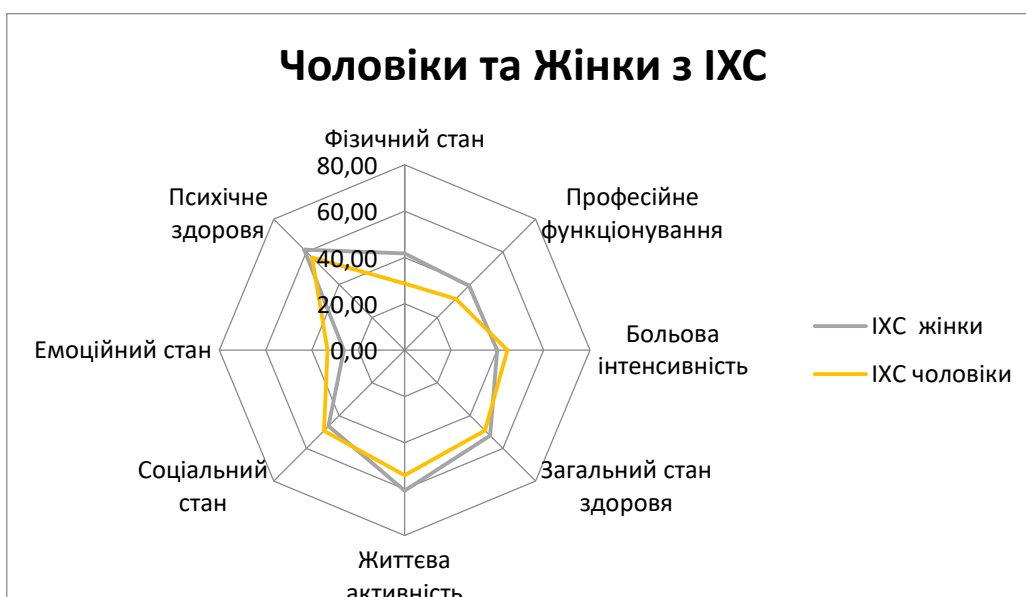 Чоловіки та Жінки з ІХС
Фізичний стан
80,00
60,00
40,00
20,00
0,00
Професійне
функціонування
Больова
інтенсивність
Загальний стан
здоровя
Життєва
активність
Соціальний
стан
Емоційний стан
Психічне
здоровя
ІХС  жінки
ІХС чоловіки